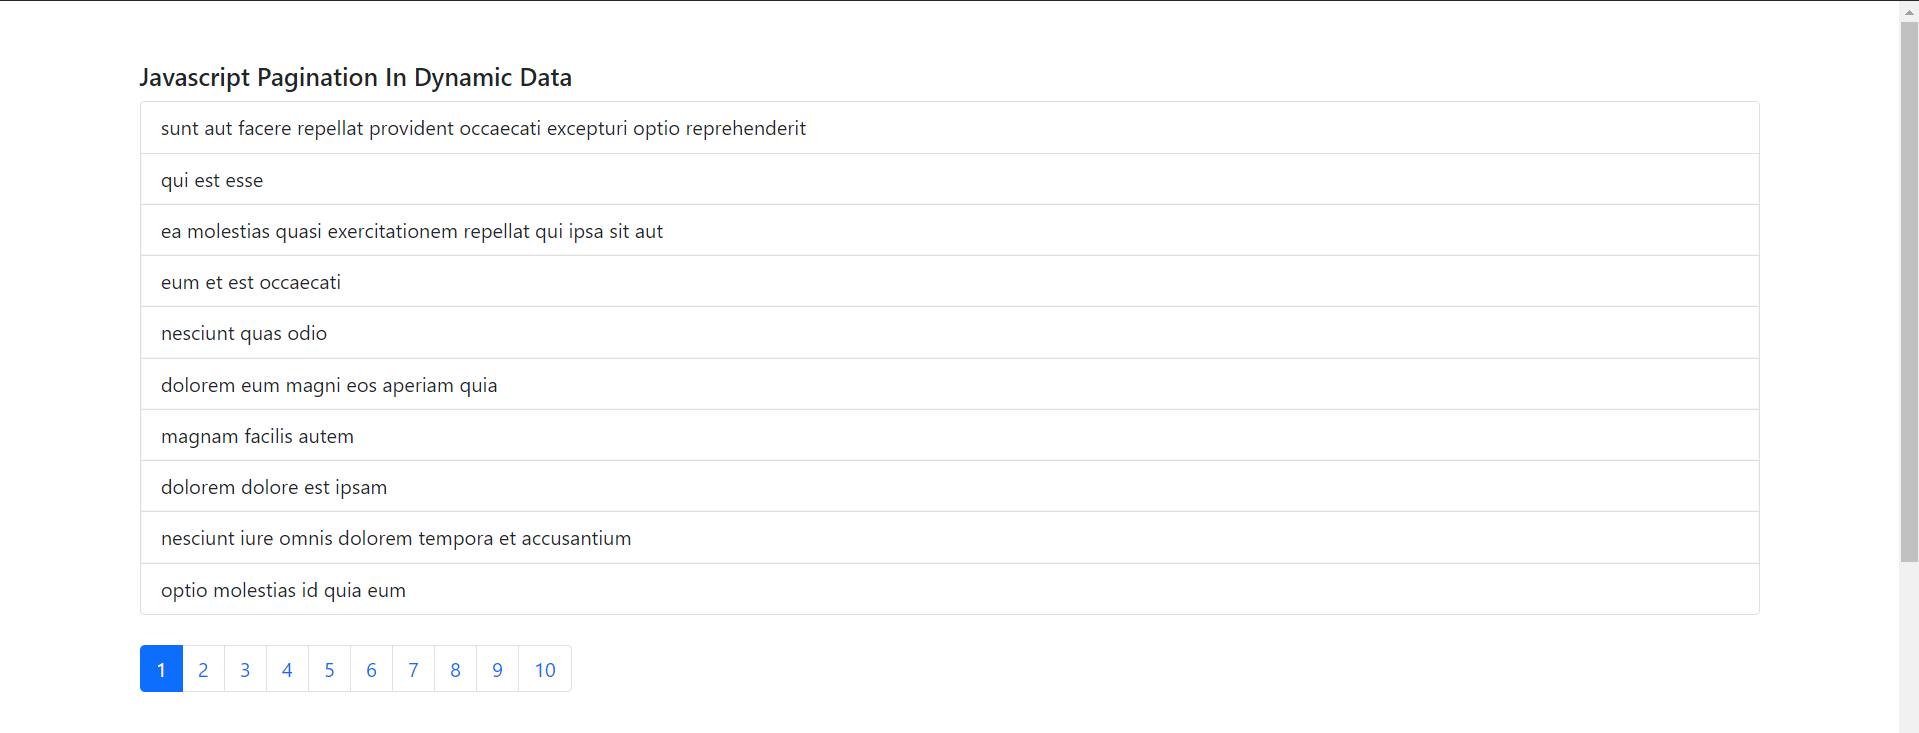 Javascript Pagination In Dynamic Data
sunt aut facere repellat provident occaecati excepturi optio reprehenderit
qui est esse
ea molestias quasi exercitationem repellat qui ipsa sit aut
eum et est occaecati
nesciunt quas odio
dolorem eum magni eos aperiam quia
magnam facilis autem
dolorem dolore est ipsam
nesciunt iure omnis dolorem tempora et accusantium
optio molestias id quia eum
1 2 3 4 5 6 7 8 9 10